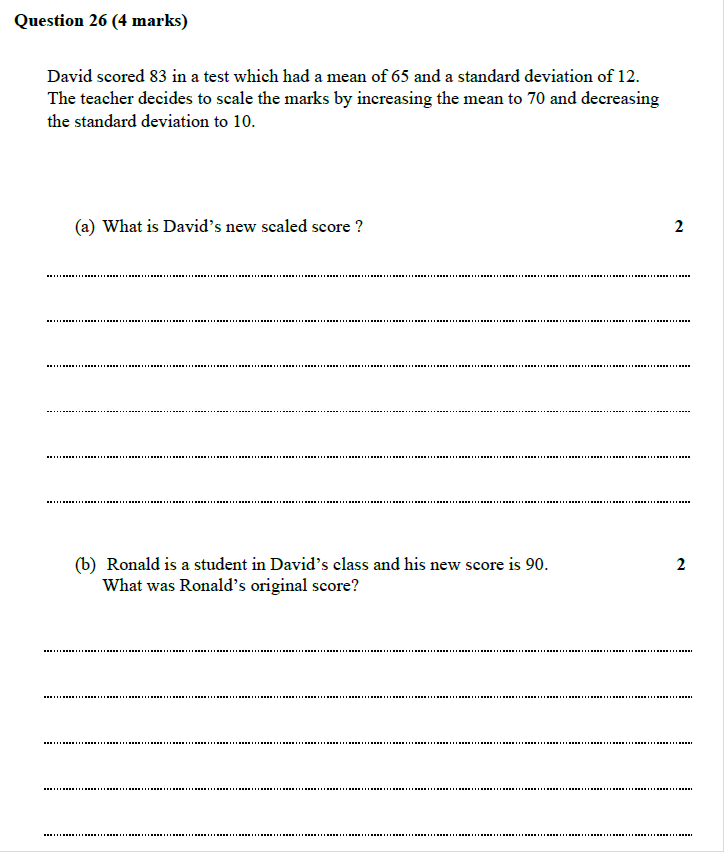 Question 26 (4 marks)
David scored 83 in a test which had a mean of 65 and a standard deviation of 12.
The teacher decides to scale the marks by increasing the mean to 70 and decreasing
the standard deviation to 10.
(a) What is David’s new scaled score ? 2
(b) Ronald is a student in David’s class and his new score is 90. 2
What was Ronald’s original score?